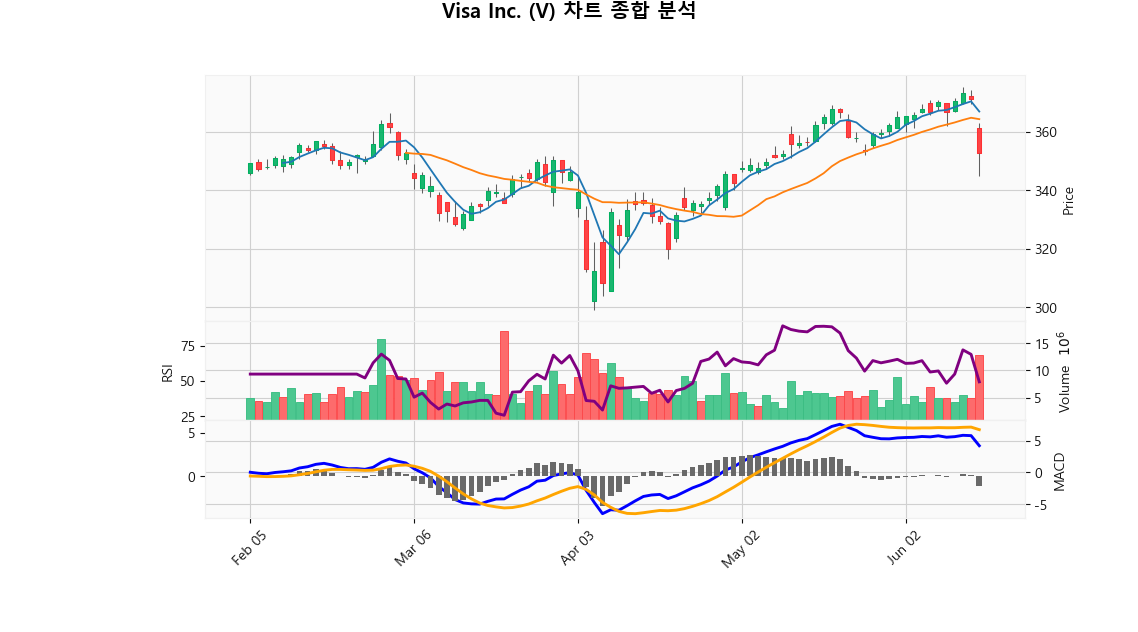 Visa Inc. (V) 차트 종합 분석
360
340
320
300
Price
75
50
25
RSI
15
10
5
Volume 10^6
5
0
5
0
-5
MACD
Feb 05
Mar 06
Apr 03
May 02
Jun 02